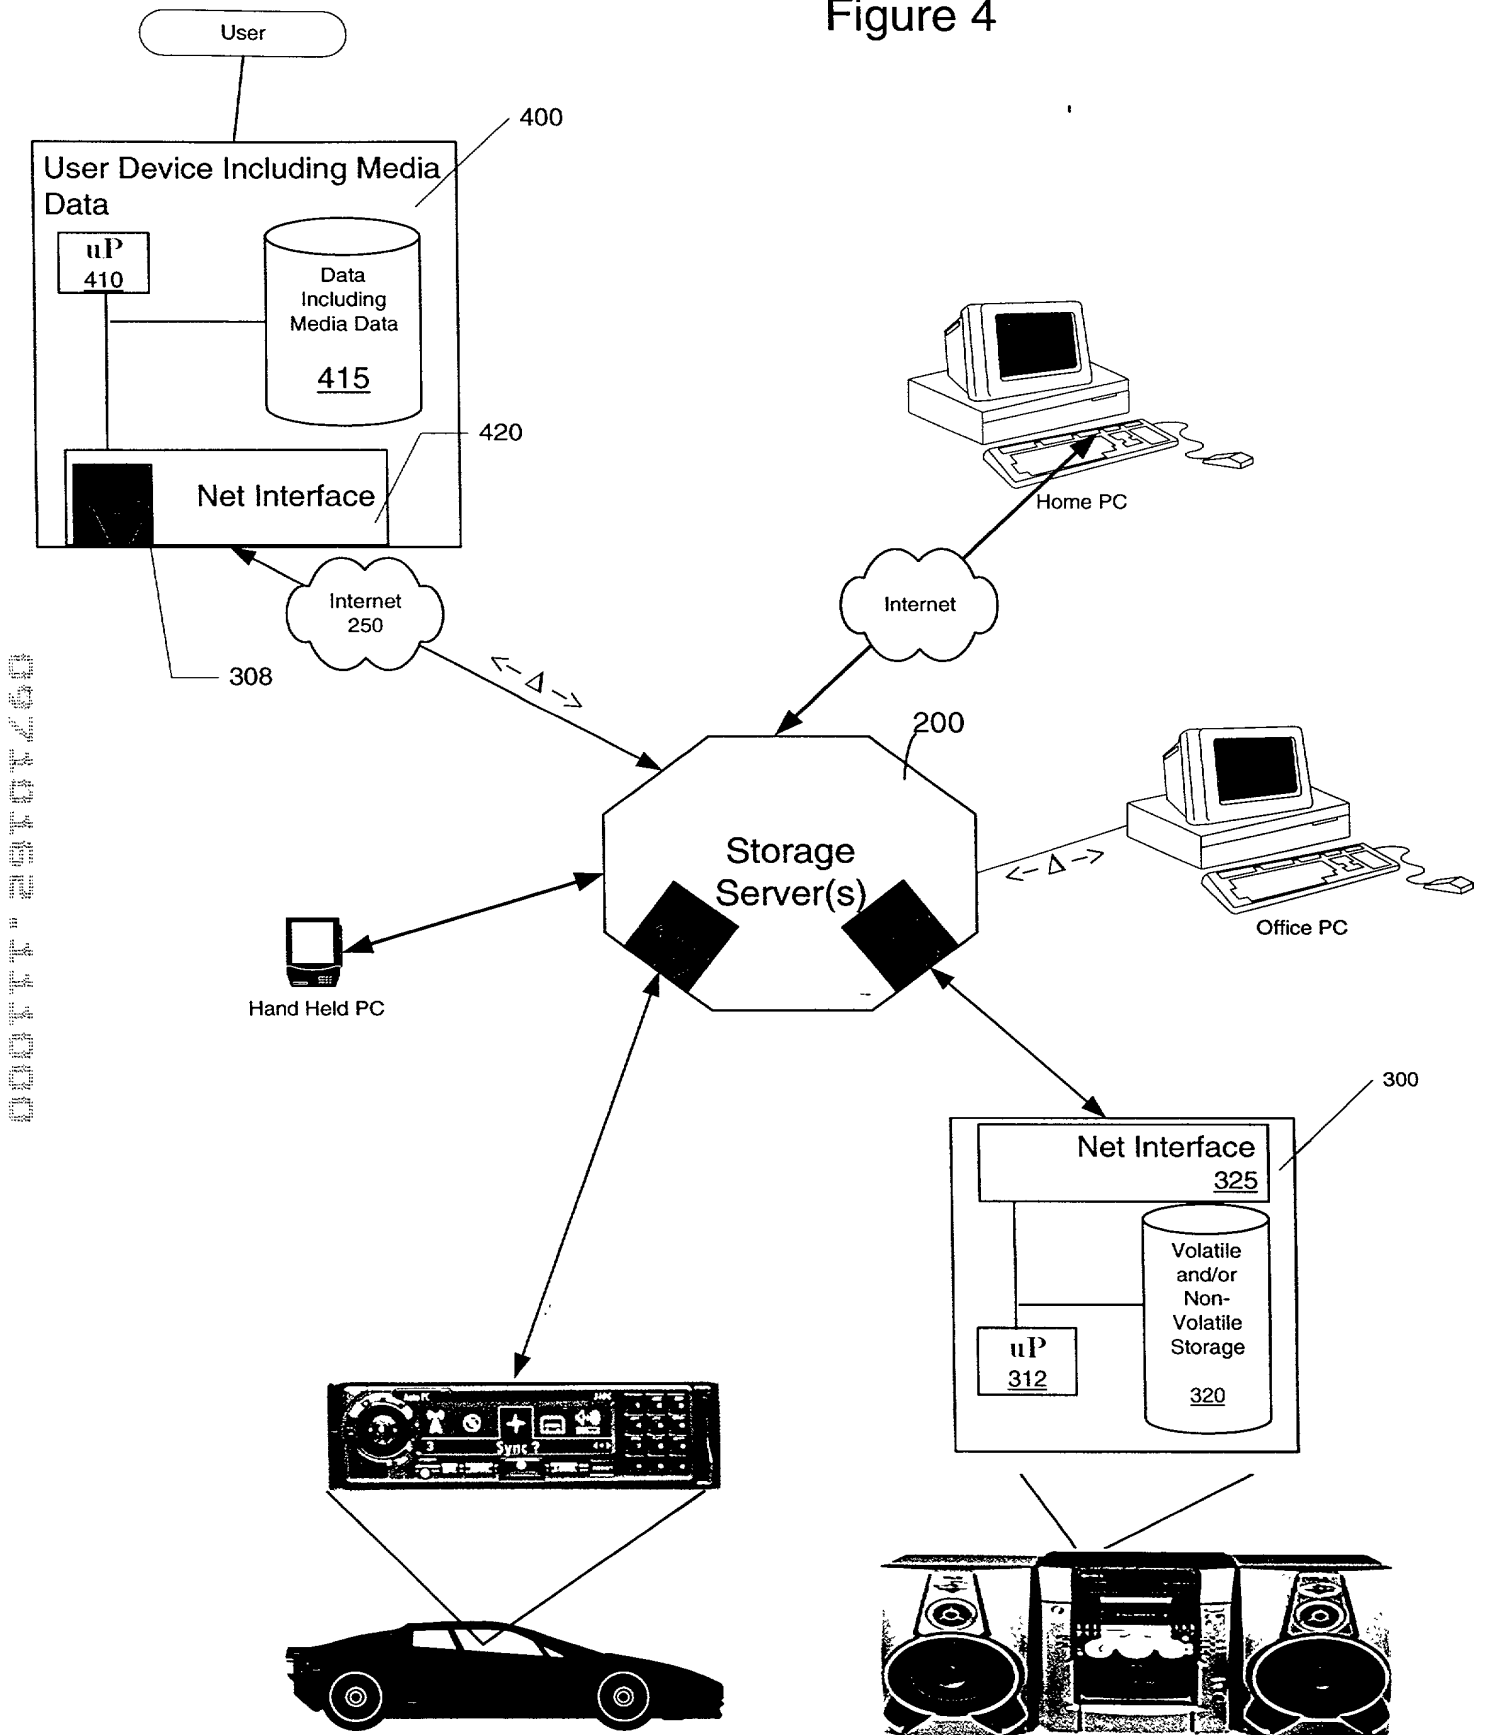 Figure 4
User
400
User Device Including Media
Data
uP
410
Data
Including
Media Data
415
420
Net Interface
308
Internet
250
<-- Δ -->
Home PC
Internet
200
Storage
Server(s)
<-- Δ -->
Office PC
Hand Held PC
300
Net Interface
325
Volatile
and/or
Non-
Volatile
Storage
320
uP
312
3
Sync ?